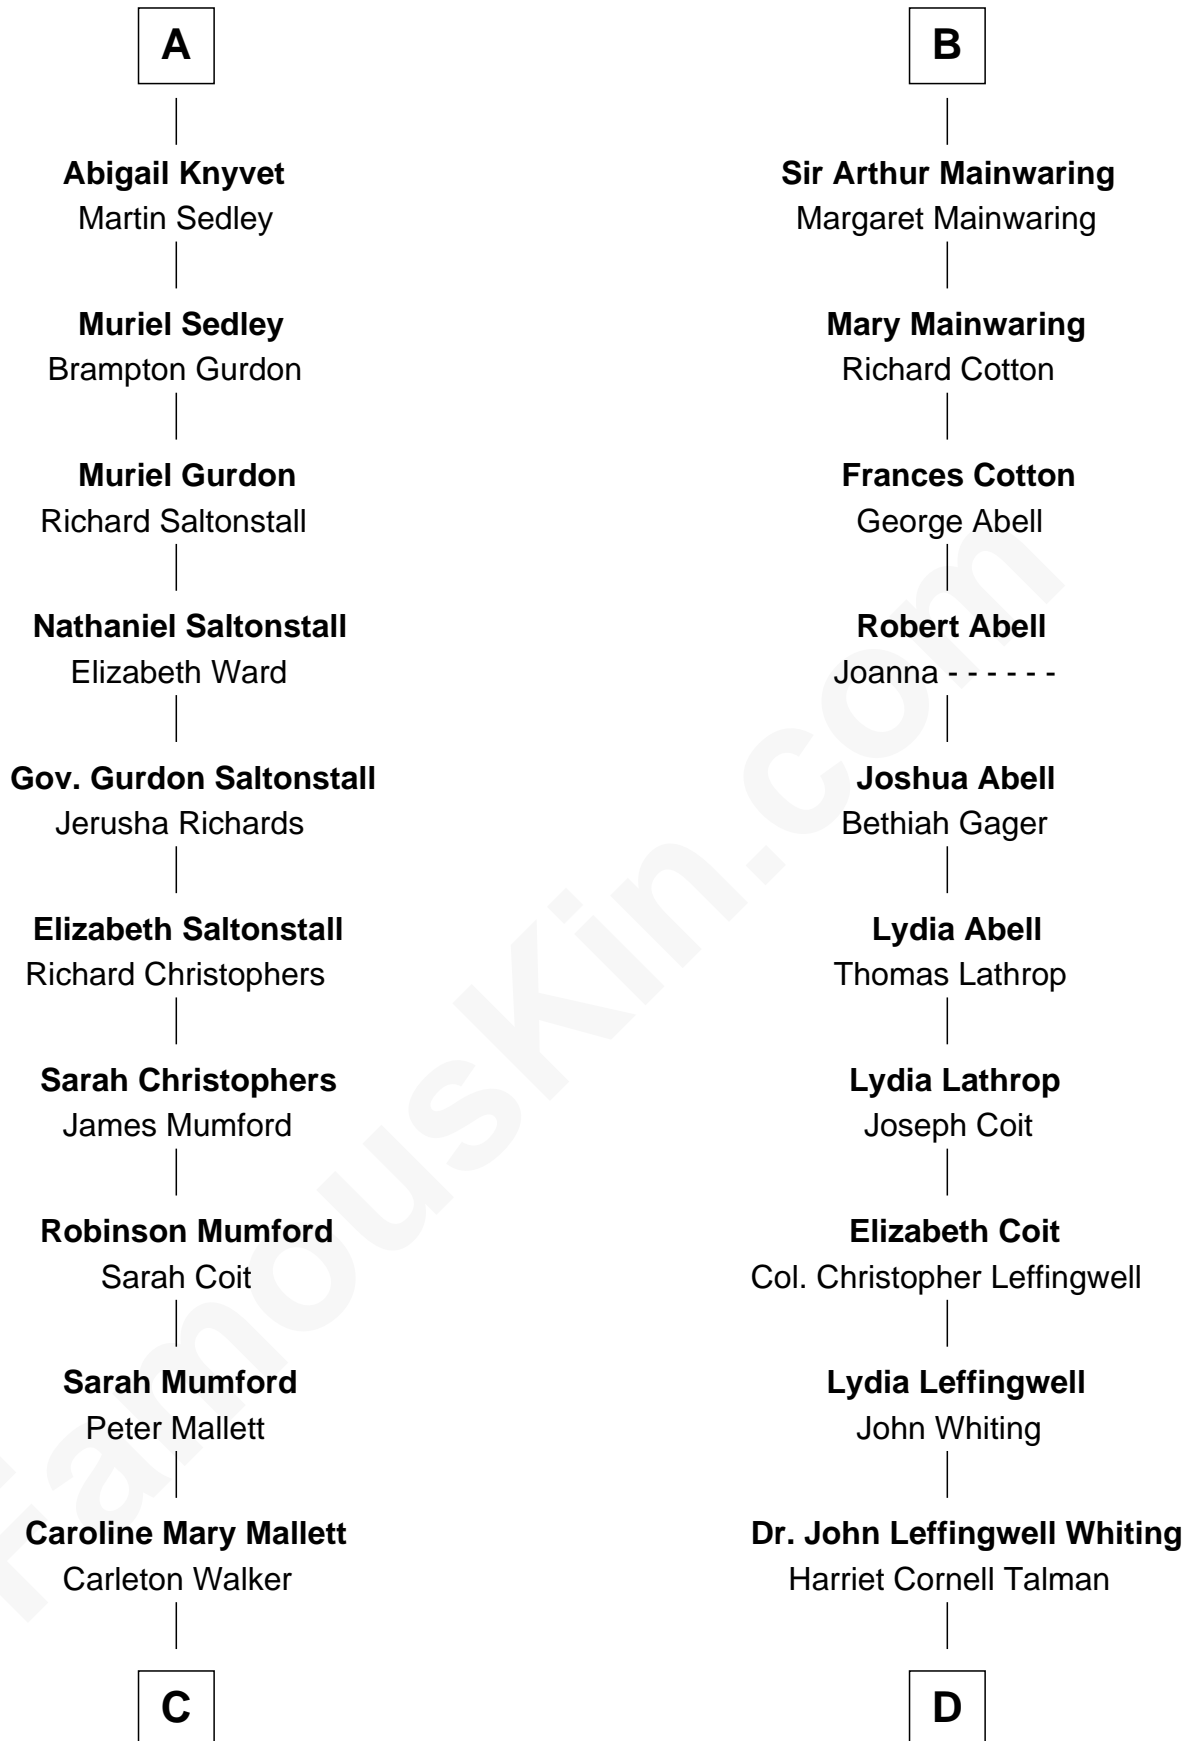 A
Abigail Knyvet
Martin Sedley
Muriel Sedley
Brampton Gurdon
Muriel Gurdon
Richard Saltonstall
Nathaniel Saltonstall
Elizabeth Ward
Gov. Gurdon Saltonstall
Jerusha Richards
Elizabeth Saltonstall
Richard Christophers
Sarah Christophers
James Mumford
Robinson Mumford
Sarah Coit
Sarah Mumford
Peter Mallett
Caroline Mary Mallett
Carleton Walker
C
B
Sir Arthur Mainwaring
Margaret Mainwaring
Mary Mainwaring
Richard Cotton
Frances Cotton
George Abell
Robert Abell
Joanna - - - - - -
Joshua Abell
Bethiah Gager
Lydia Abell
Thomas Lathrop
Lydia Lathrop
Joseph Coit
Elizabeth Coit
Col. Christopher Leffingwell
Lydia Leffingwell
John Whiting
Dr. John Leffingwell Whiting
Harriet Cornell Talman
D
FamousKin.com